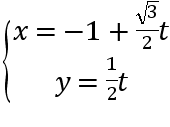 x = −1 + √3/2 t
y = 1/2 t